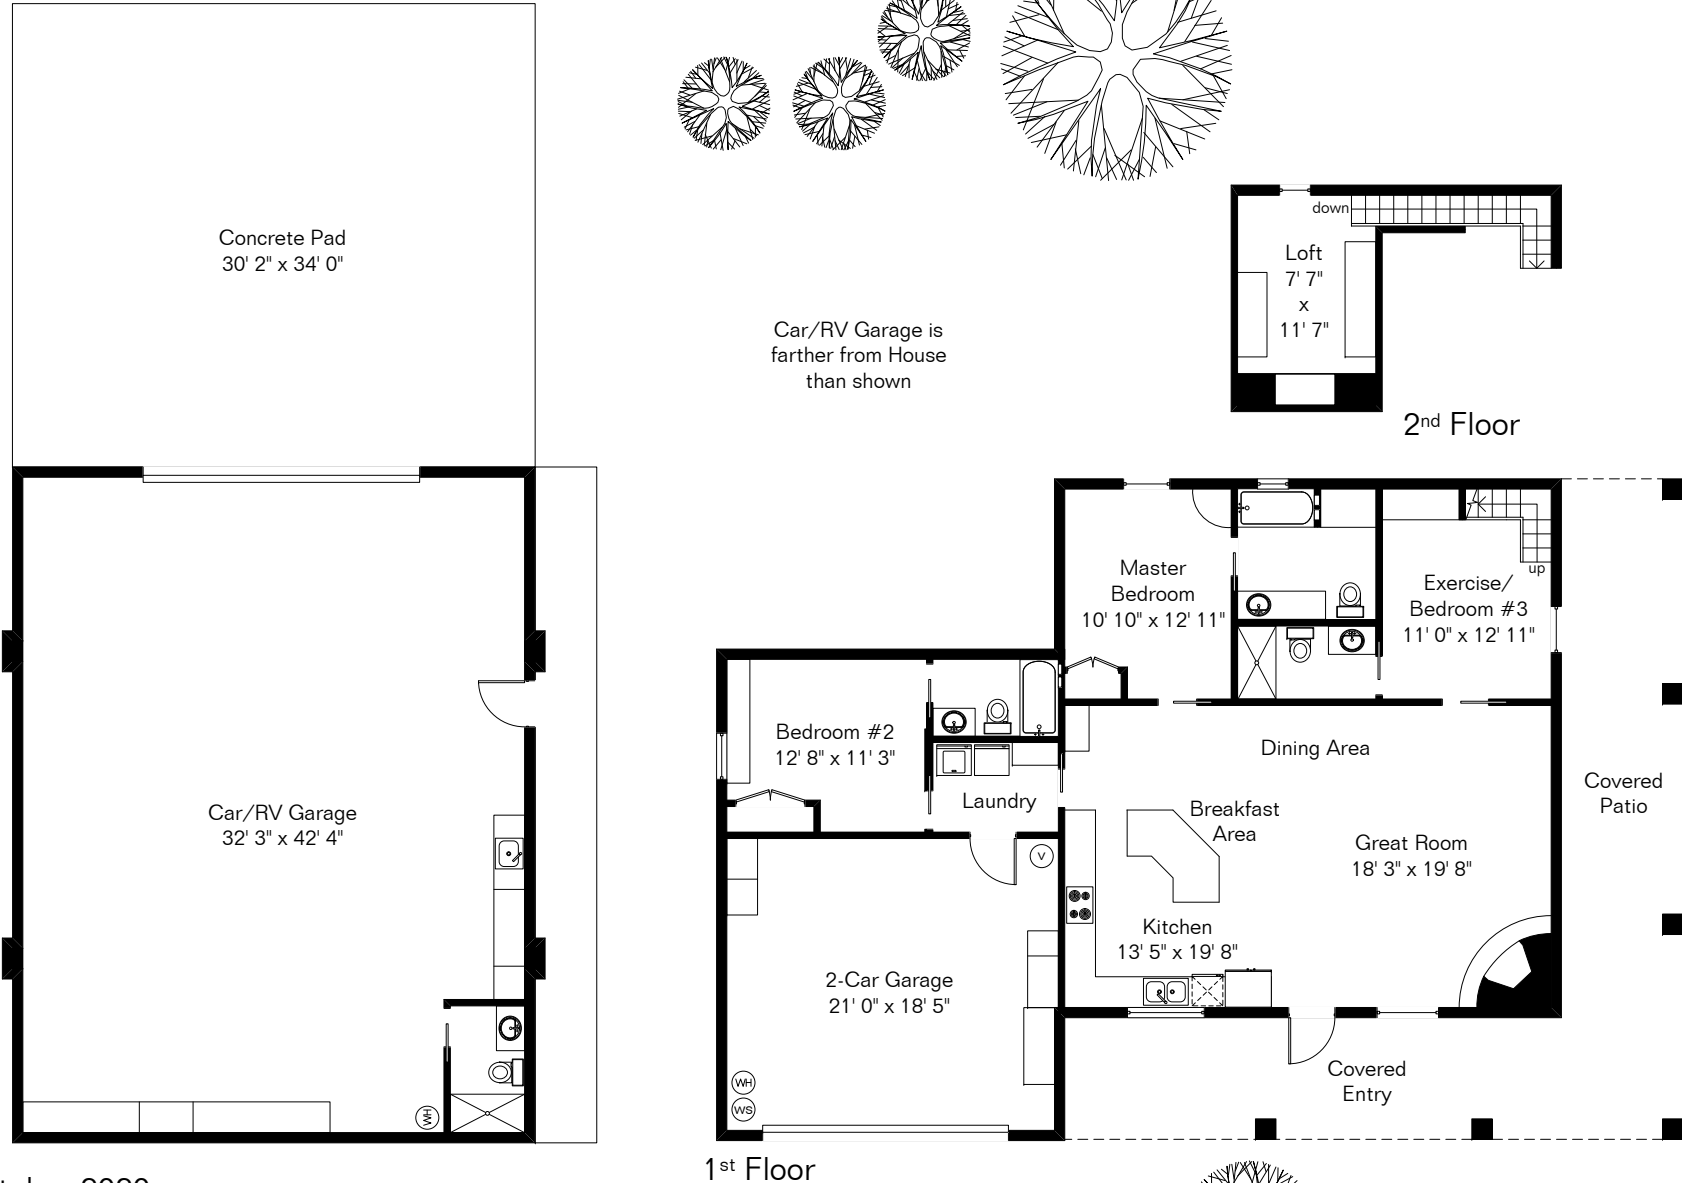 Concrete Pad
30' 2" x 34' 0"
Car/RV Garage is
farther from House
than shown
down
Loft
7' 7"
x
11' 7"
2nd Floor
Car/RV Garage
32' 3" x 42' 4"
WH
Master
Bedroom
10' 10" x 12' 11"
up
Exercise/
Bedroom #3
11' 0" x 12' 11"
Bedroom #2
12' 8" x 11' 3"
Laundry
Dining Area
Breakfast
Area
Great Room
18' 3" x 19' 8"
Covered
Patio
V
Kitchen
13' 5" x 19' 8"
2-Car Garage
21' 0" x 18' 5"
WH
WS
Covered
Entry
1st Floor